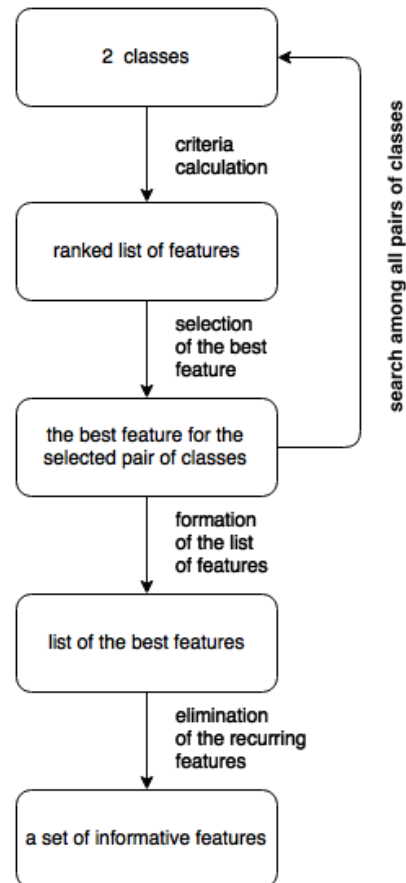 2 classes
criteria
calculation
ranked list of features
selection
of the best
feature
the best feature for the
selected pair of classes
search among all pairs of classes
formation
of the list
of features
list of the best features
elimination
of the recurring
features
a set of informative features